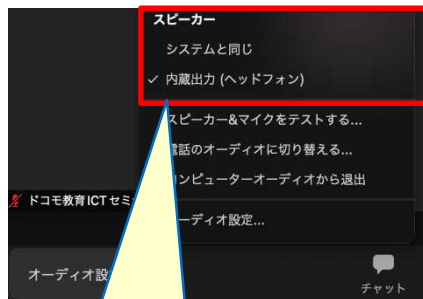 スピーカー
システムと同じ
✓ 内蔵出力 (ヘッドフォン)
スピーカー&マイクをテストする...
電話のオーディオに切り替える...
コンピューターオーディオから退出
ドコモ教育ICTセミ
オーディオ設定...
オーディオ設
チャット